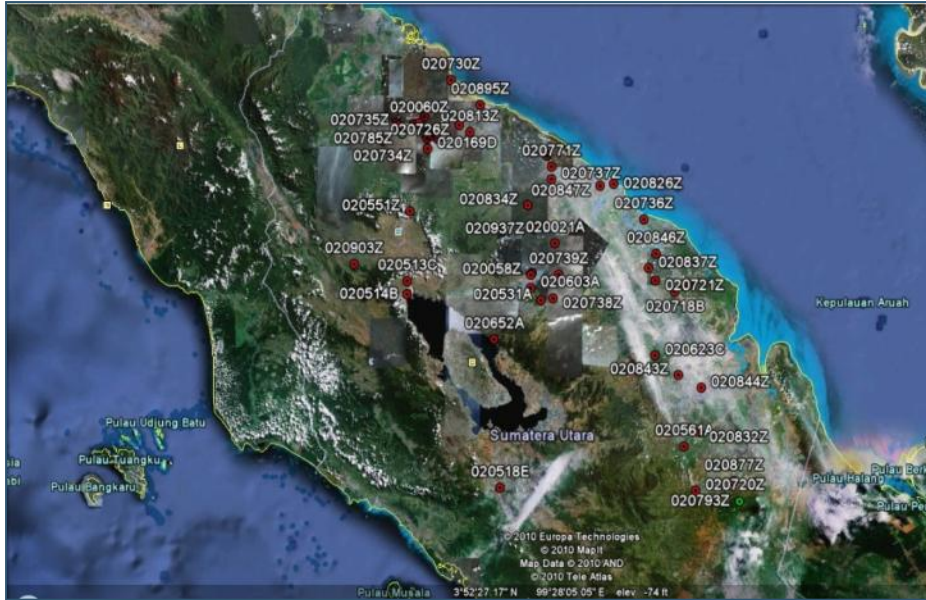 020730Z
020895Z
020060Z
020813Z
020735Z
020726Z
020785Z
020169D
020734Z
020771Z
020737Z
020826Z
020847Z
020551Z
020834Z
020736Z
020937Z
020021A
020846Z
020903Z
020739Z
020837Z
020513C
020058Z
020603A
020721Z
020514B
020531A
020738Z
020718B
Kepulauan Aruah
020652A
020623C
020843Z
020844Z
Pulau Udjung Batu
020561A
020832Z
Sumatera Utara
Pulau Tuangku
020877Z
020518E
020720Z
Pulau Halang
Pulau Bangkaru
020793Z
© 2010 Europa Technologies
© 2010 MapIt
Map Data © 2010 AND
© 2010 Tele Atlas
Pulau Musala
3°52'27.17" N 99°28'05.05" E elev -74 ft